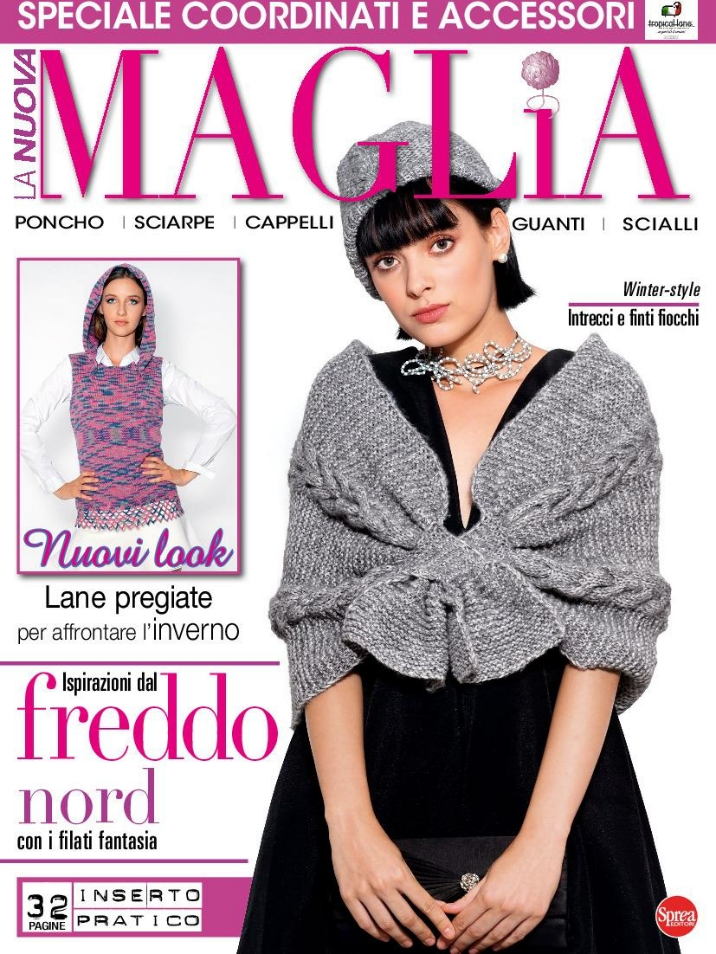 SPECIALE COORDINATI E ACCESSORI
tropicallane
LA NUOVA
MAGLiA
PONCHO | SCIARPE | CAPPELLI
GUANTI | SCIALLI
Winter-style
Intrecci e finti fiocchi
Nuovi look
Lane pregiate
per affrontare l'inverno
Ispirazioni dal
freddo
nord
con i filati fantasia
32
PAGINE
INSERTO
PRATICO
Sprea
EDITORI